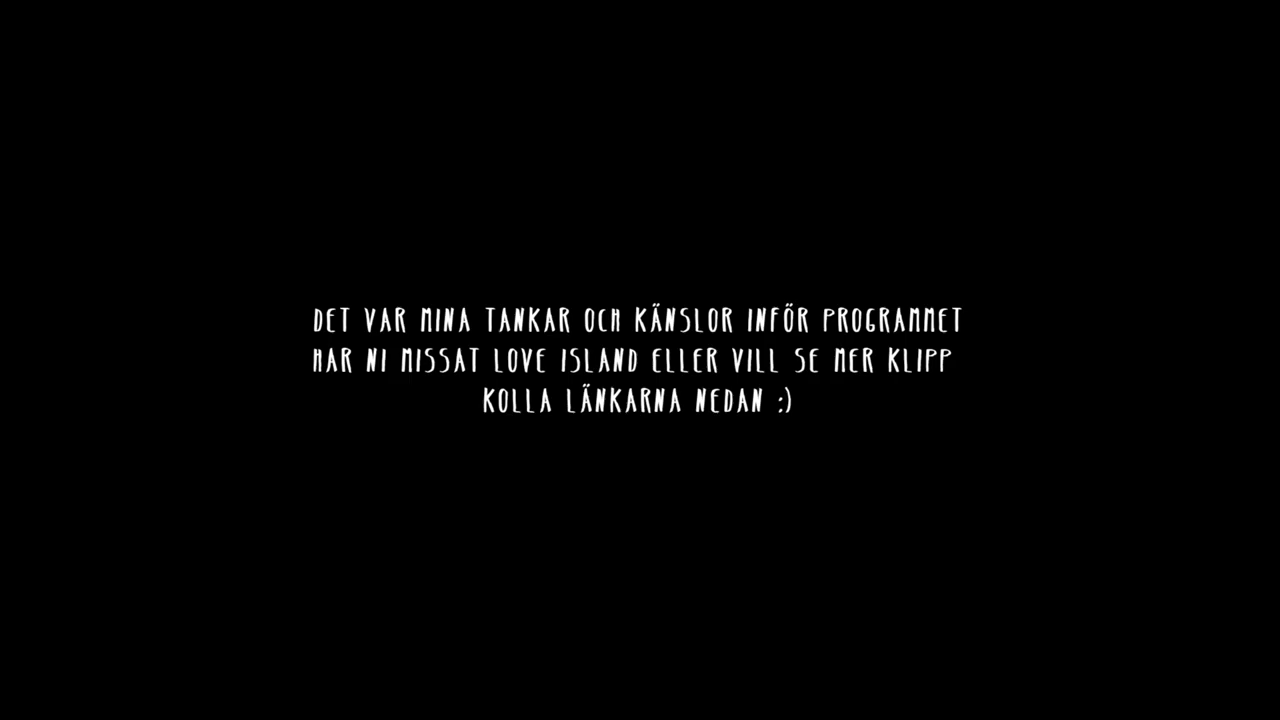 DET VAR MINA TANKAR OCH KÄNSLOR INFÖR PROGRAMMET
HAR NI MISSAT LOVE ISLAND ELLER VILL SE MER KLIPP
KOLLA LÄNKARNA NEDAN ;)